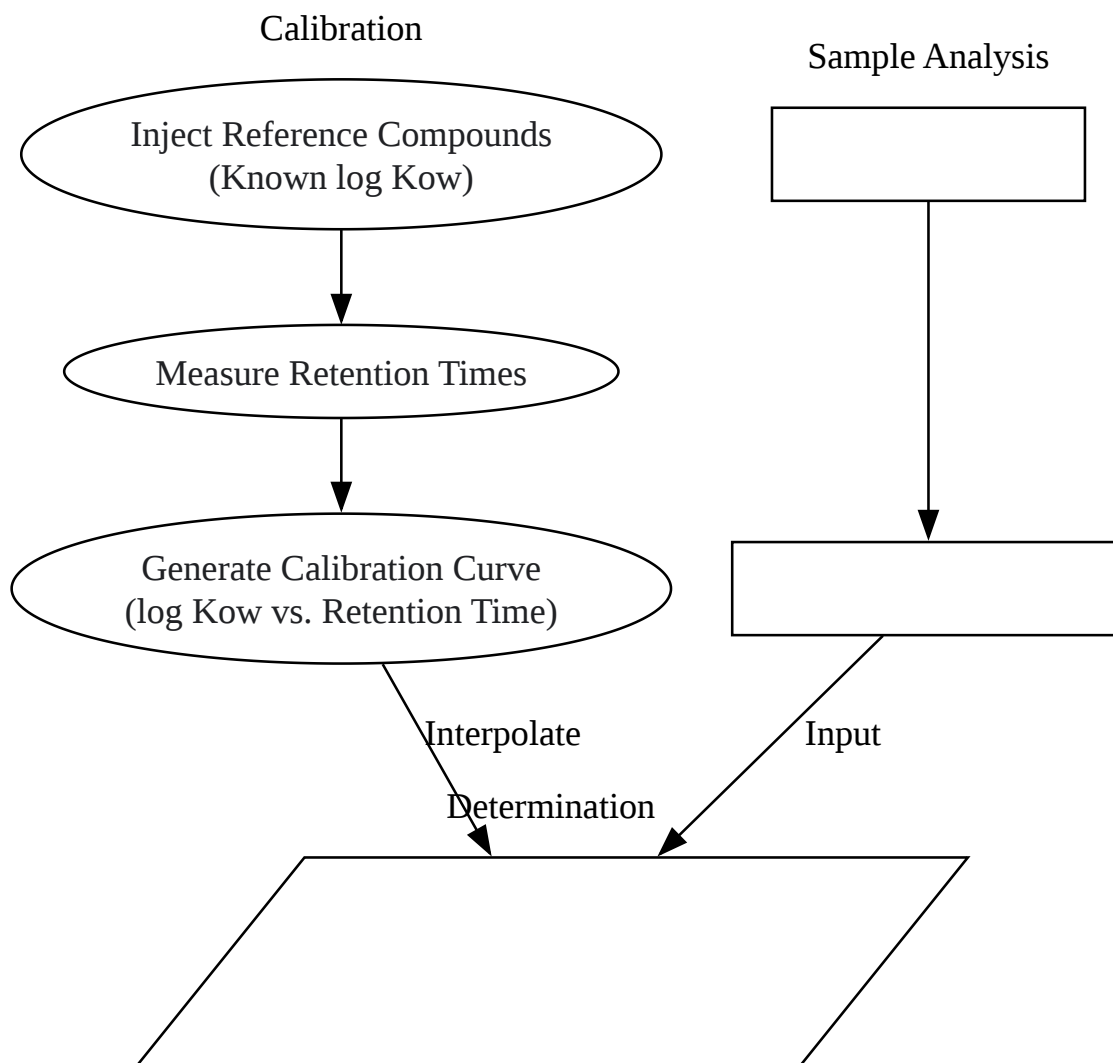 Calibration
Inject Reference Compounds
(Known log Kow)
Measure Retention Times
Generate Calibration Curve
(log Kow vs. Retention Time)
Sample Analysis
Interpolate
Input
Determination